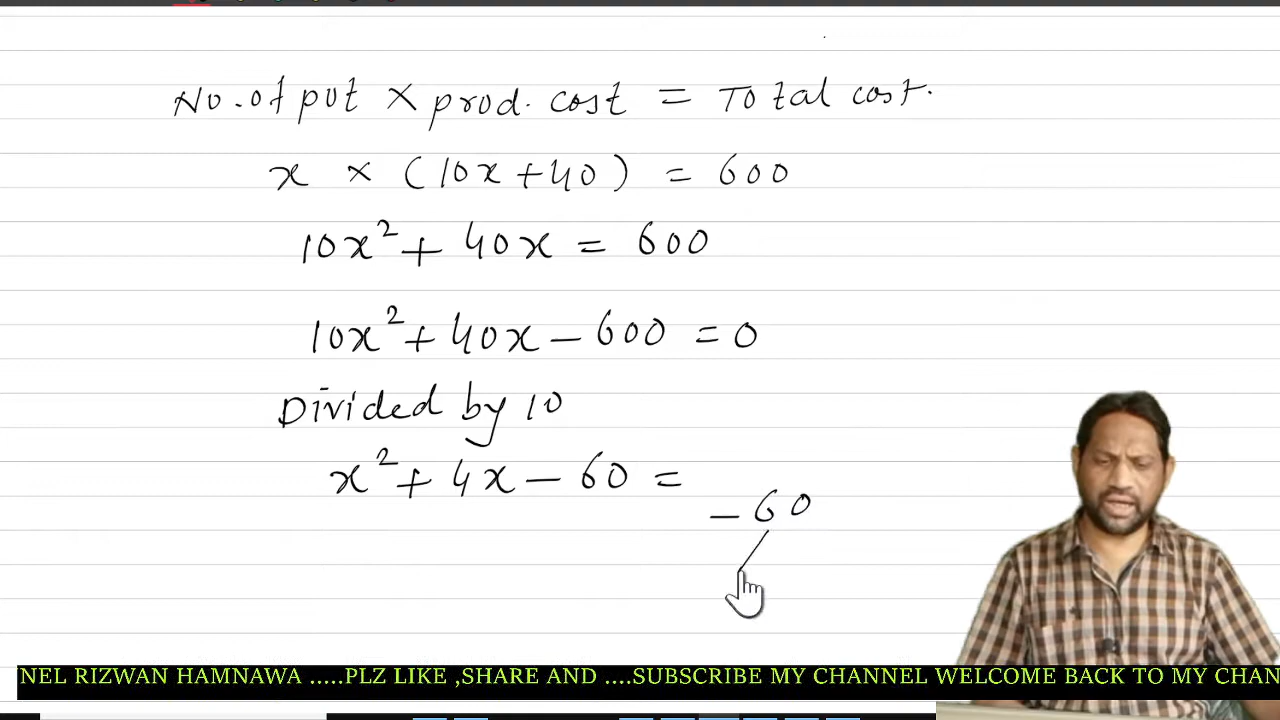 No. of pot × prod. cost = Total cost.
x × (10x + 40) = 600
10x² + 40x = 600
10x² + 40x - 600 = 0
Divided by 10
x² + 4x - 60 =
- 60
NEL RIZWAN HAMNAWA .....PLZ LIKE ,SHARE AND ....SUBSCRIBE MY CHANNEL WELCOME BACK TO MY CHAN